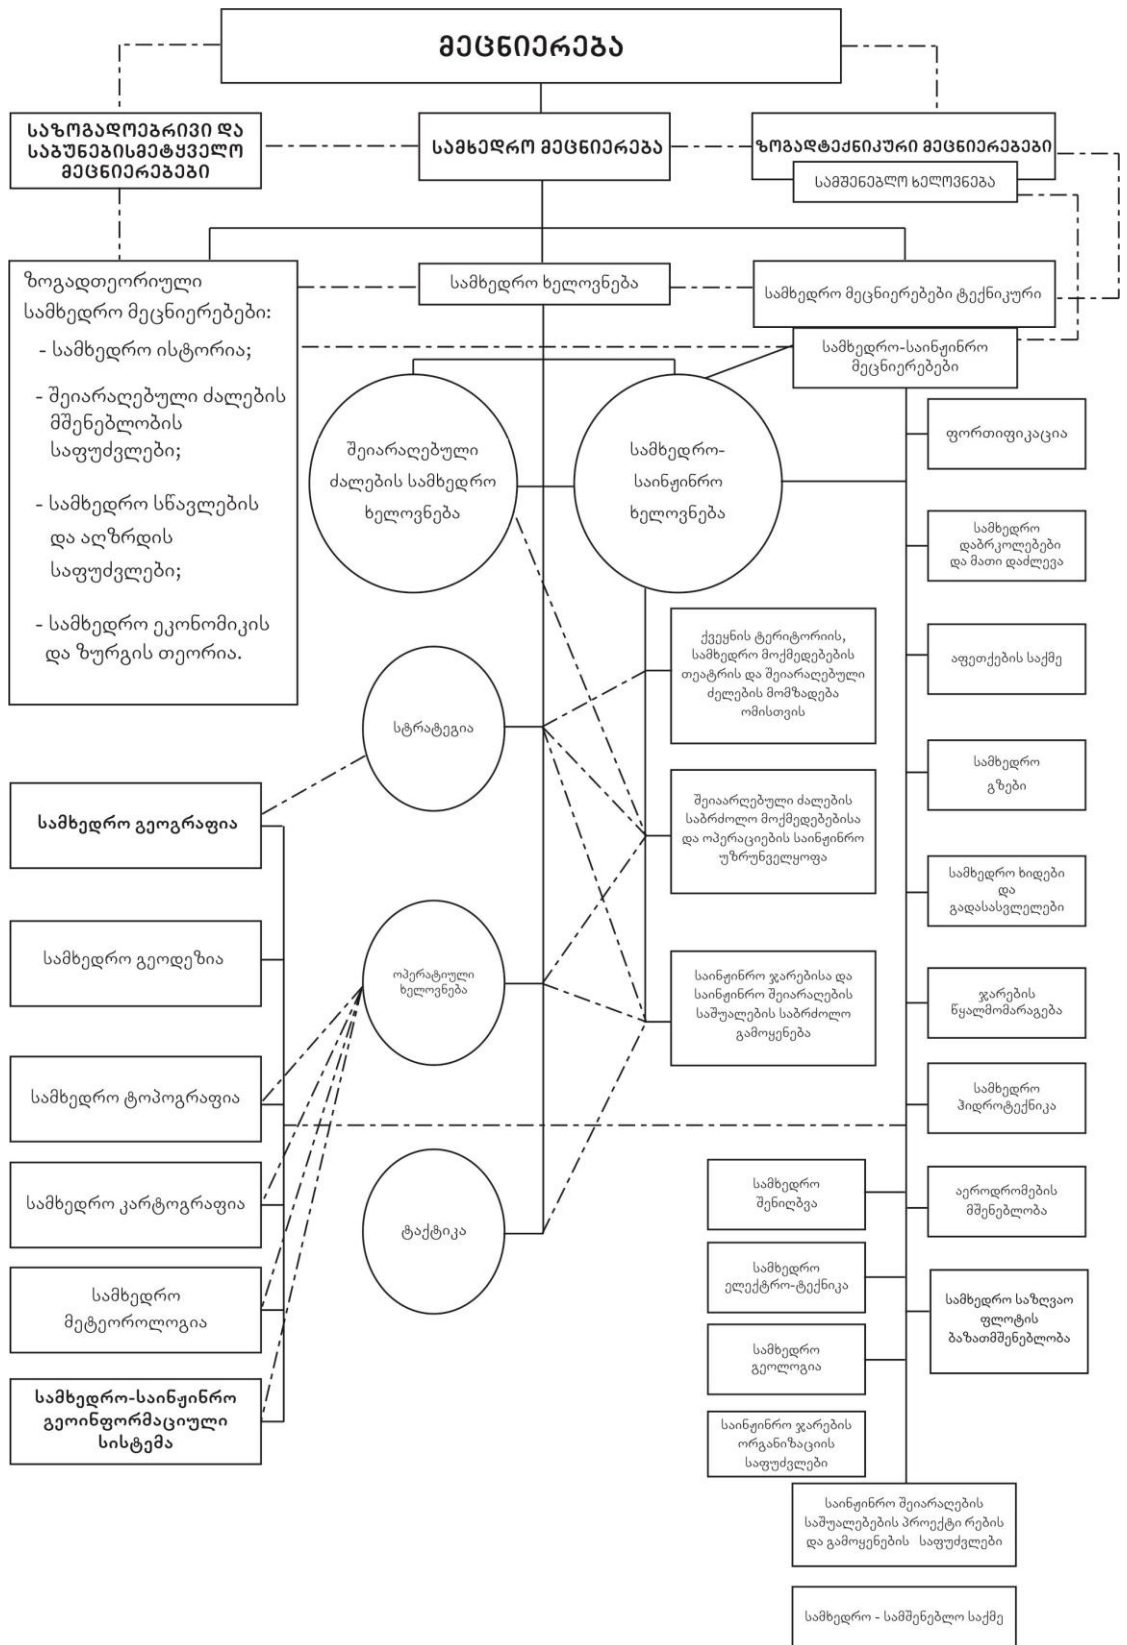 მეცნიერება
საზოგადოებრივი და
საბუნებისმეტყველო
მეცნიერებები
სამხედრო მეცნიერება
ზოგადტექნიკური მეცნიერებები
სამშენებლო ხელოვნება
ზოგადთეორიული
სამხედრო მეცნიერებები:
- სამხედრო ისტორია;
- შეიარაღებული ძალების
მშენებლობის
საფუძვლები;
- სამხედრო სწავლების
და აღზრდის
საფუძვლები;
- სამხედრო ეკონომიკის
და ზურგის თეორია.
სამხედრო ხელოვნება
სამხედრო მეცნიერებები ტექნიკური
სამხედრო-საინჟინრო
მეცნიერებები
შეიარაღებული
ძალების სამხედრო
ხელოვნება
სამხედრო-
საინჟინრო
ხელოვნება
ფორთიფიკაცია
სამხედრო
დაბრკოლებები
და მათი დაძლევა
ქვეყნის ტერიტორიის,
სამხედრო მოქმედებების
თეატრის და შეიარაღებული
ძელების მომზადება
ომისთვის
აფეთქების საქმე
სტრატეგია
სამხედრო
გზები
სამხედრო გეოგრაფია
შეიაარღებული ძალების
საბრძოლო მოქმედებებისა
და ოპერაციების საინჟინრო
უზრუნველყოფა
სამხედრო ხიდები
და
გადასასვლელები
სამხედრო გეოდეზია
ოპერატიული
ხელოვნება
საინჟინრო ჯარებისა და
საინჟინრო შეიარაღების
საშუალების საბრძოლო
გამოყენება
ჯარების
წყალმომარაგება
სამხედრო ტოპოგრაფია
სამხედრო
ჰიდროტექნიკა
სამხედრო კარტოგრაფია
ტაქტიკა
სამხედრო
შენიღბვა
აეროდრომების
მშენებლობა
სამხედრო
მეტეოროლოგია
სამხედრო
ელექტრო-ტექნიკა
სამხედრო საზღვაო
ფლოტის
ბაზათმშენებლობა
სამხედრო
გეოლოგია
სამხედრო-საინჟინრო
გეოინფორმაციული
სისტემა
საინჟინრო ჯარების
ორგანიზაციის
საფუძვლები
საინჟინრო შეიარაღების
საშუალებების პროექტი რების
და გამოყენების საფუძვლები
სამხედრო - სამშენებლო საქმე